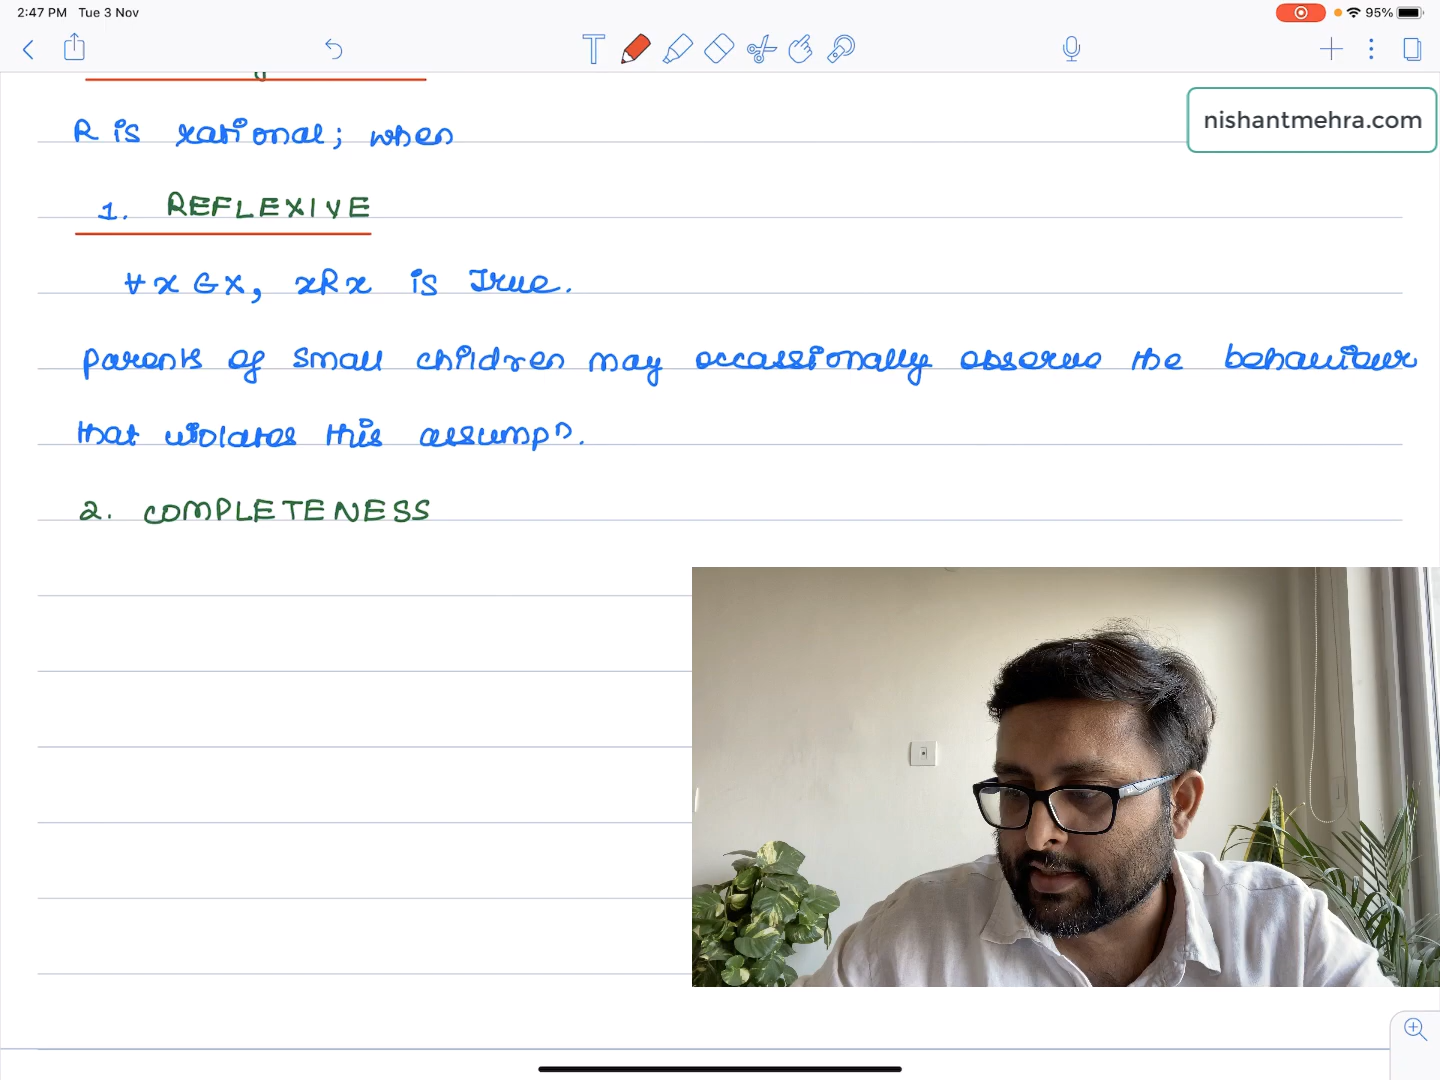 2:47 PM Tue 3 Nov
95%
T
nishantmehra.com
R is rational; when
1. REFLEXIVE
∀ x ∈ X, xRx is True.
Parents of small children may occassionally observe the behaviour
that violates this assumpⁿ.
2. COMPLETENESS